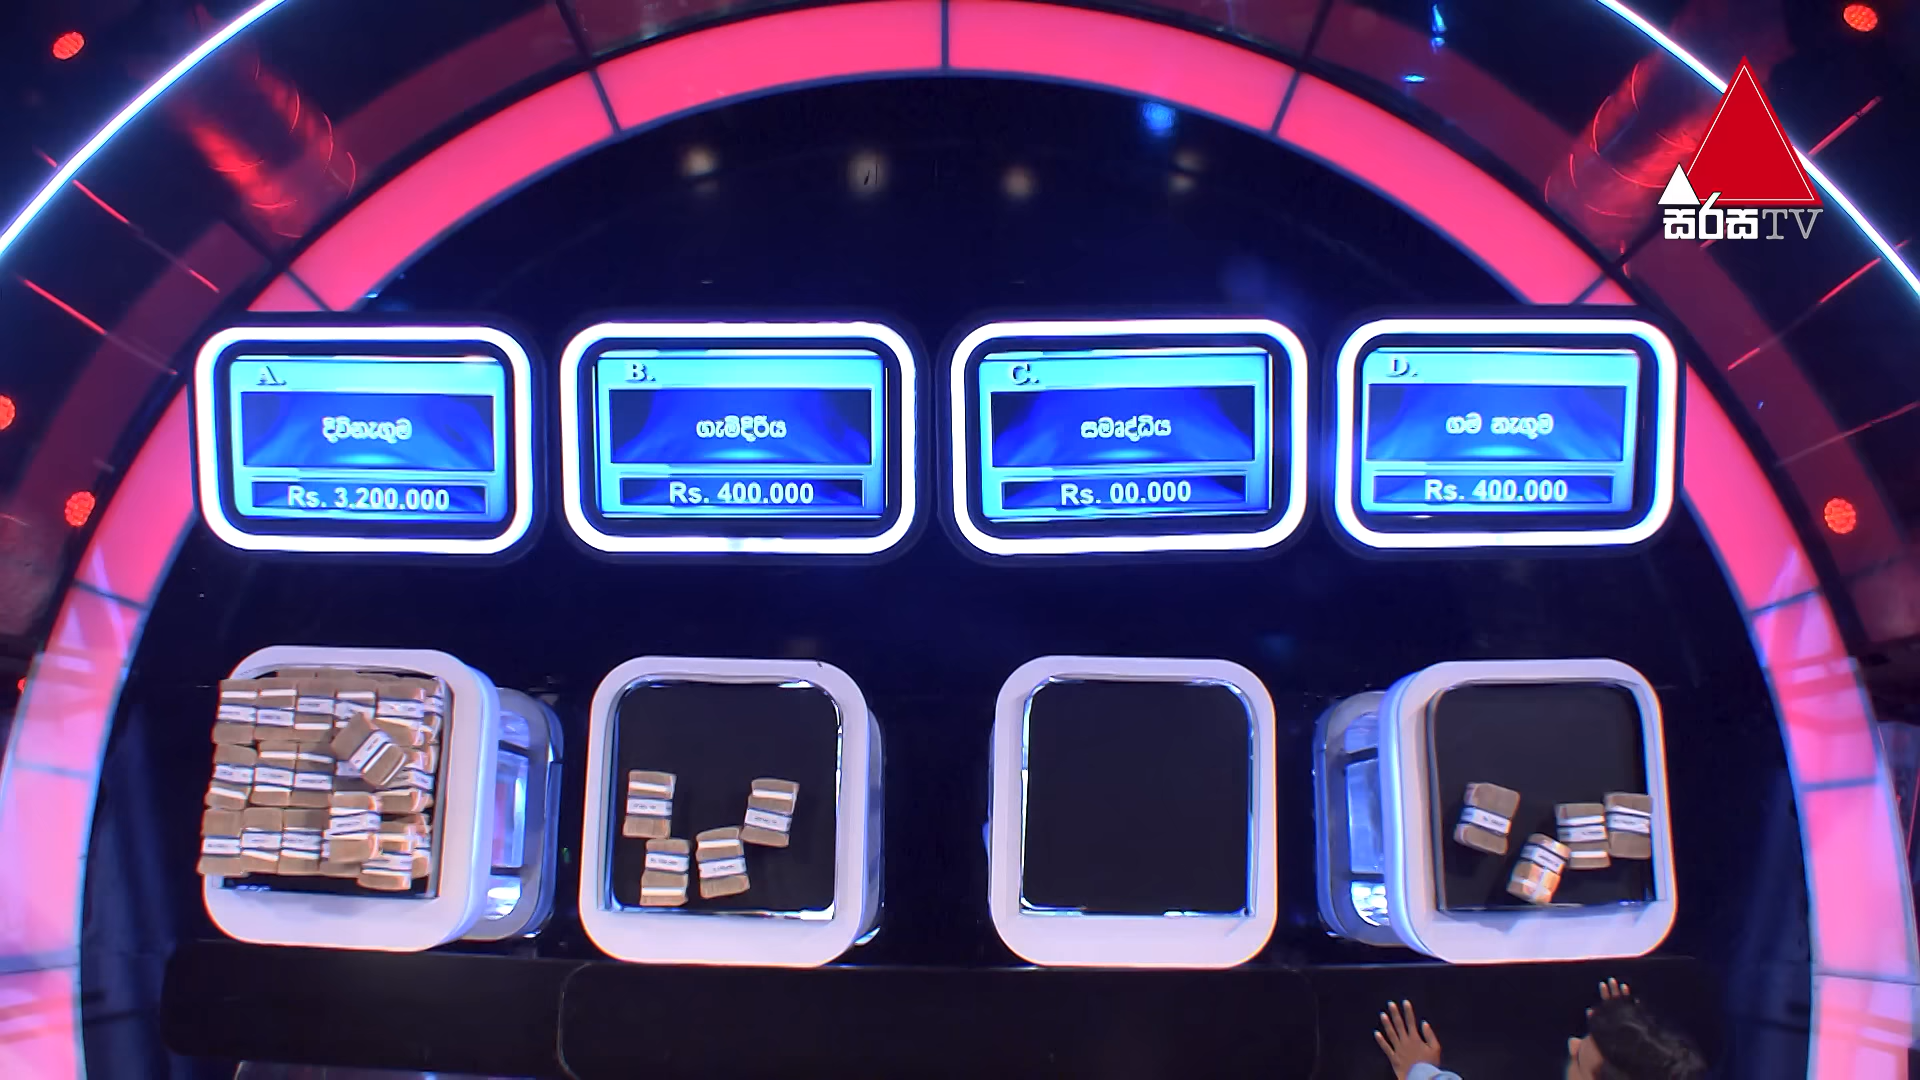 සිරස TV
A.
දිවිනැගුම
Rs. 3,200.000
B.
ගැමිදිරිය
Rs. 400.000
C.
සමෘද්ධිය
Rs. 00.000
D.
ගම නැගුම
Rs. 400.000